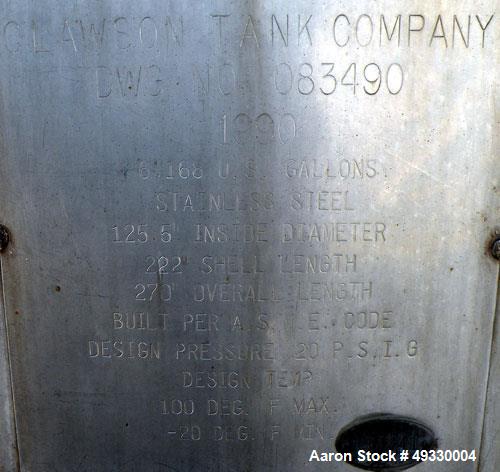 CLAWSON TANK COMPANY
DWG NO. 083490
1990
6,168 U.S. GALLONS
STAINLESS STEEL
125.5" INSIDE DIAMETER
222" SHELL LENGTH
270" OVERALL LENGTH
BUILT PER A.S.M.E. CODE
DESIGN PRESSURE 20 P.S.I.G
DESIGN TEMP
100 DEG. F MAX.
-20 DEG. F MIN
Aaron Stock # 49330004